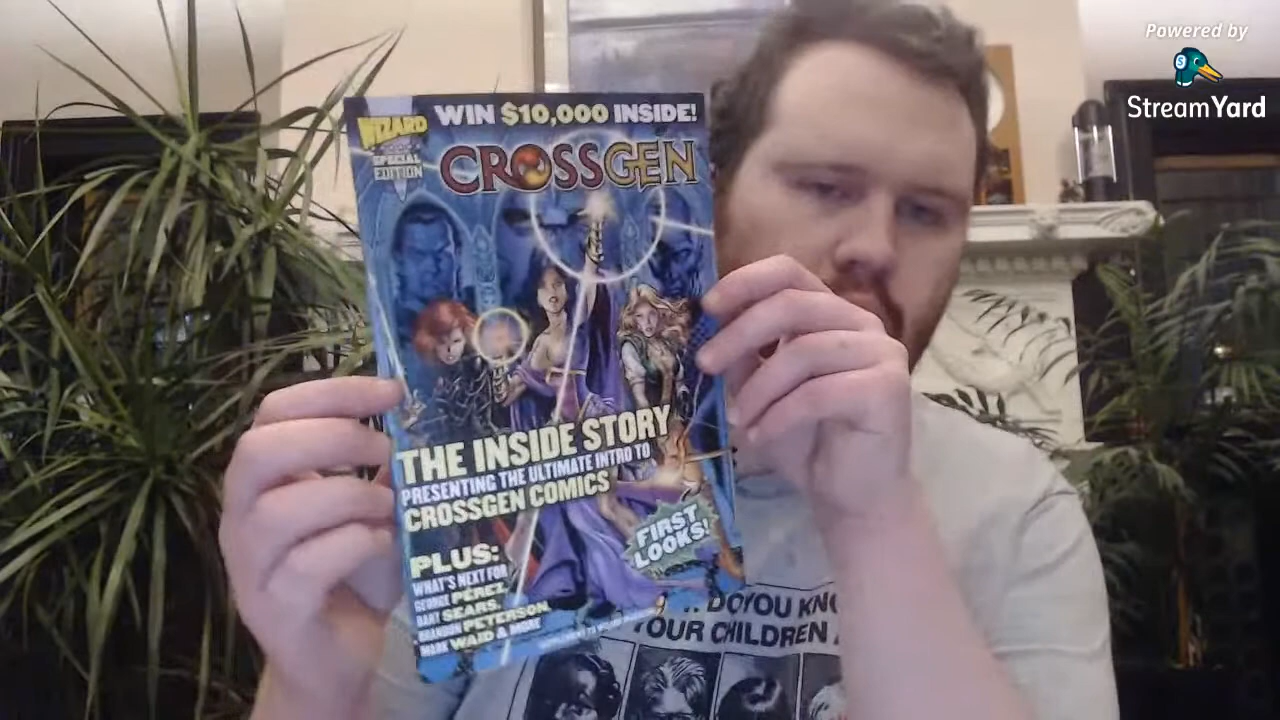 Powered by
StreamYard
WIN $10,000 INSIDE!
WIZARD
SPECIAL
EDITION
CROSSGEN
THE INSIDE STORY
PRESENTING THE ULTIMATE INTRO TO
CROSSGEN COMICS
FIRST
LOOKS!
PLUS:
WHAT'S NEXT FOR
GEORGE PÉREZ,
BART SEARS,
BRANDON PETERSON,
MARK WAID & MORE
DO YOU KNO
YOUR CHILDREN